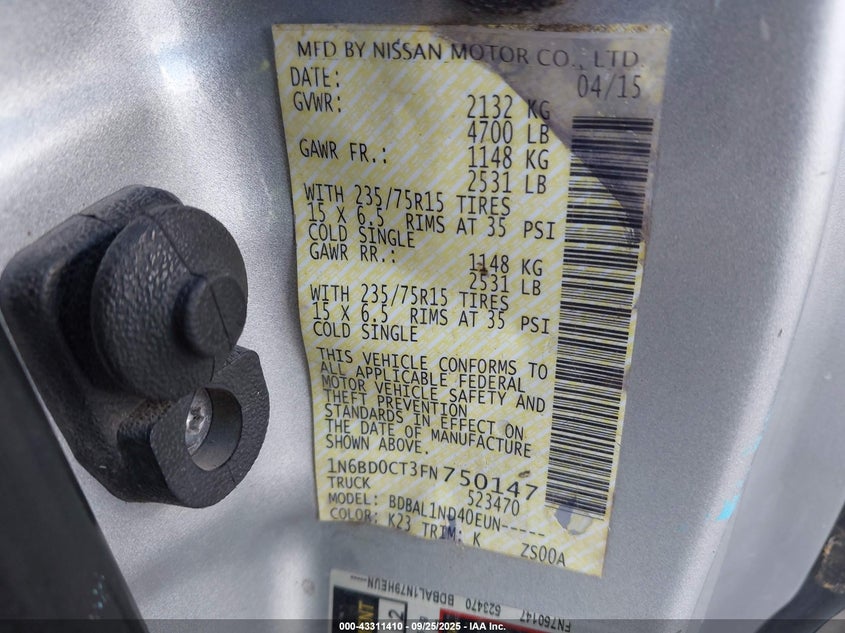 MFD BY NISSAN MOTOR CO., LTD.
DATE: 04/15
GVWR: 2132 KG
4700 LB
GAWR FR.: 1148 KG
2531 LB
WITH 235/75R15 TIRES
15 X 6.5 RIMS AT 35 PSI
COLD SINGLE
GAWR RR.: 1148 KG
2531 LB
WITH 235/75R15 TIRES
15 X 6.5 RIMS AT 35 PSI
COLD SINGLE
THIS VEHICLE CONFORMS TO
ALL APPLICABLE FEDERAL
MOTOR VEHICLE SAFETY AND
THEFT PREVENTION
STANDARDS IN EFFECT ON
THE DATE OF MANUFACTURE
SHOWN ABOVE.
1N6BD0CT3FN750147
TRUCK 523470
MODEL: BDBAL1ND40EUN-----
COLOR: K23 TRIM: K ZS00A
000-43311410 - 09/25/2025 - IAA Inc.